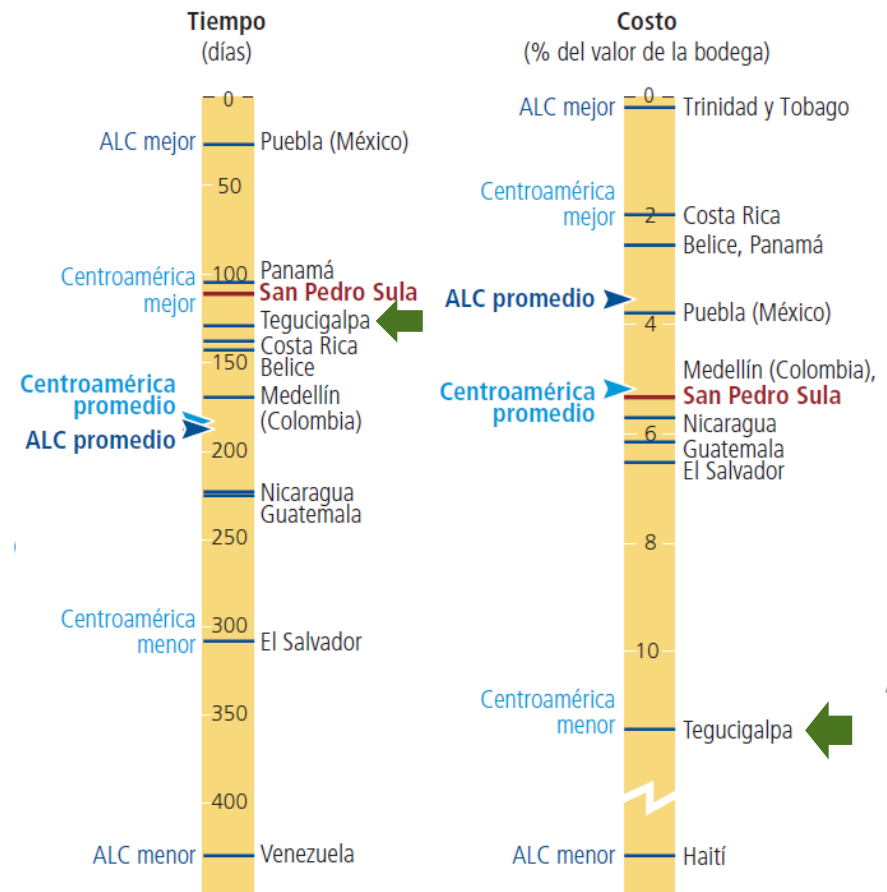 Tiempo
(días)
0
ALC mejor
Puebla (México)
50
100
Panamá
Centroamérica
mejor
San Pedro Sula
Tegucigalpa
Costa Rica
150
Belice
Centroamérica
promedio
Medellín
(Colombia)
ALC promedio
200
Nicaragua
Guatemala
250
Centroamérica
menor
300
El Salvador
350
400
ALC menor
Venezuela
Costo
(% del valor de la bodega)
0
ALC mejor
Trinidad y Tobago
Centroamérica
mejor
2
Costa Rica
Belice, Panamá
ALC promedio
Puebla (México)
4
Medellín (Colombia),
San Pedro Sula
Centroamérica
promedio
Nicaragua
6
Guatemala
El Salvador
8
10
Centroamérica
menor
Tegucigalpa
ALC menor
Haití